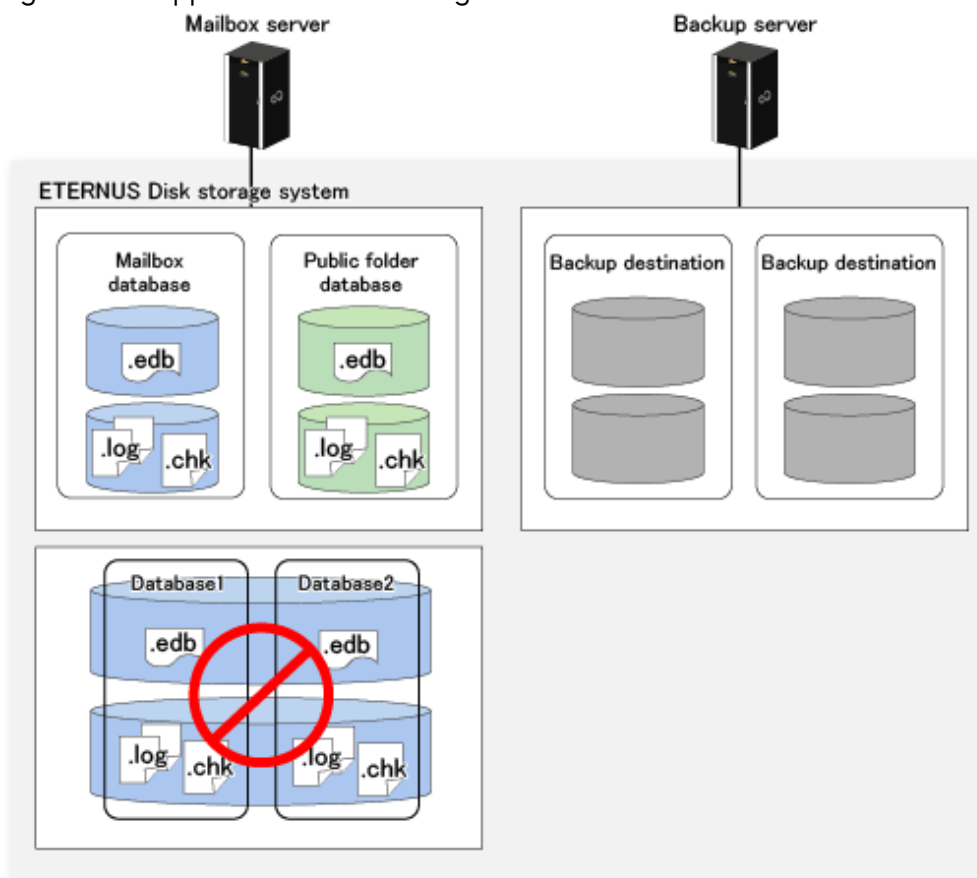 Mailbox server
Backup server
ETERNUS Disk storage system
Mailbox
database
Public folder
database
Backup destination
Backup destination
.edb
.edb
.log
.chk
.log
.chk
Database1
Database2
.edb
.edb
.log
.chk
.log
.chk